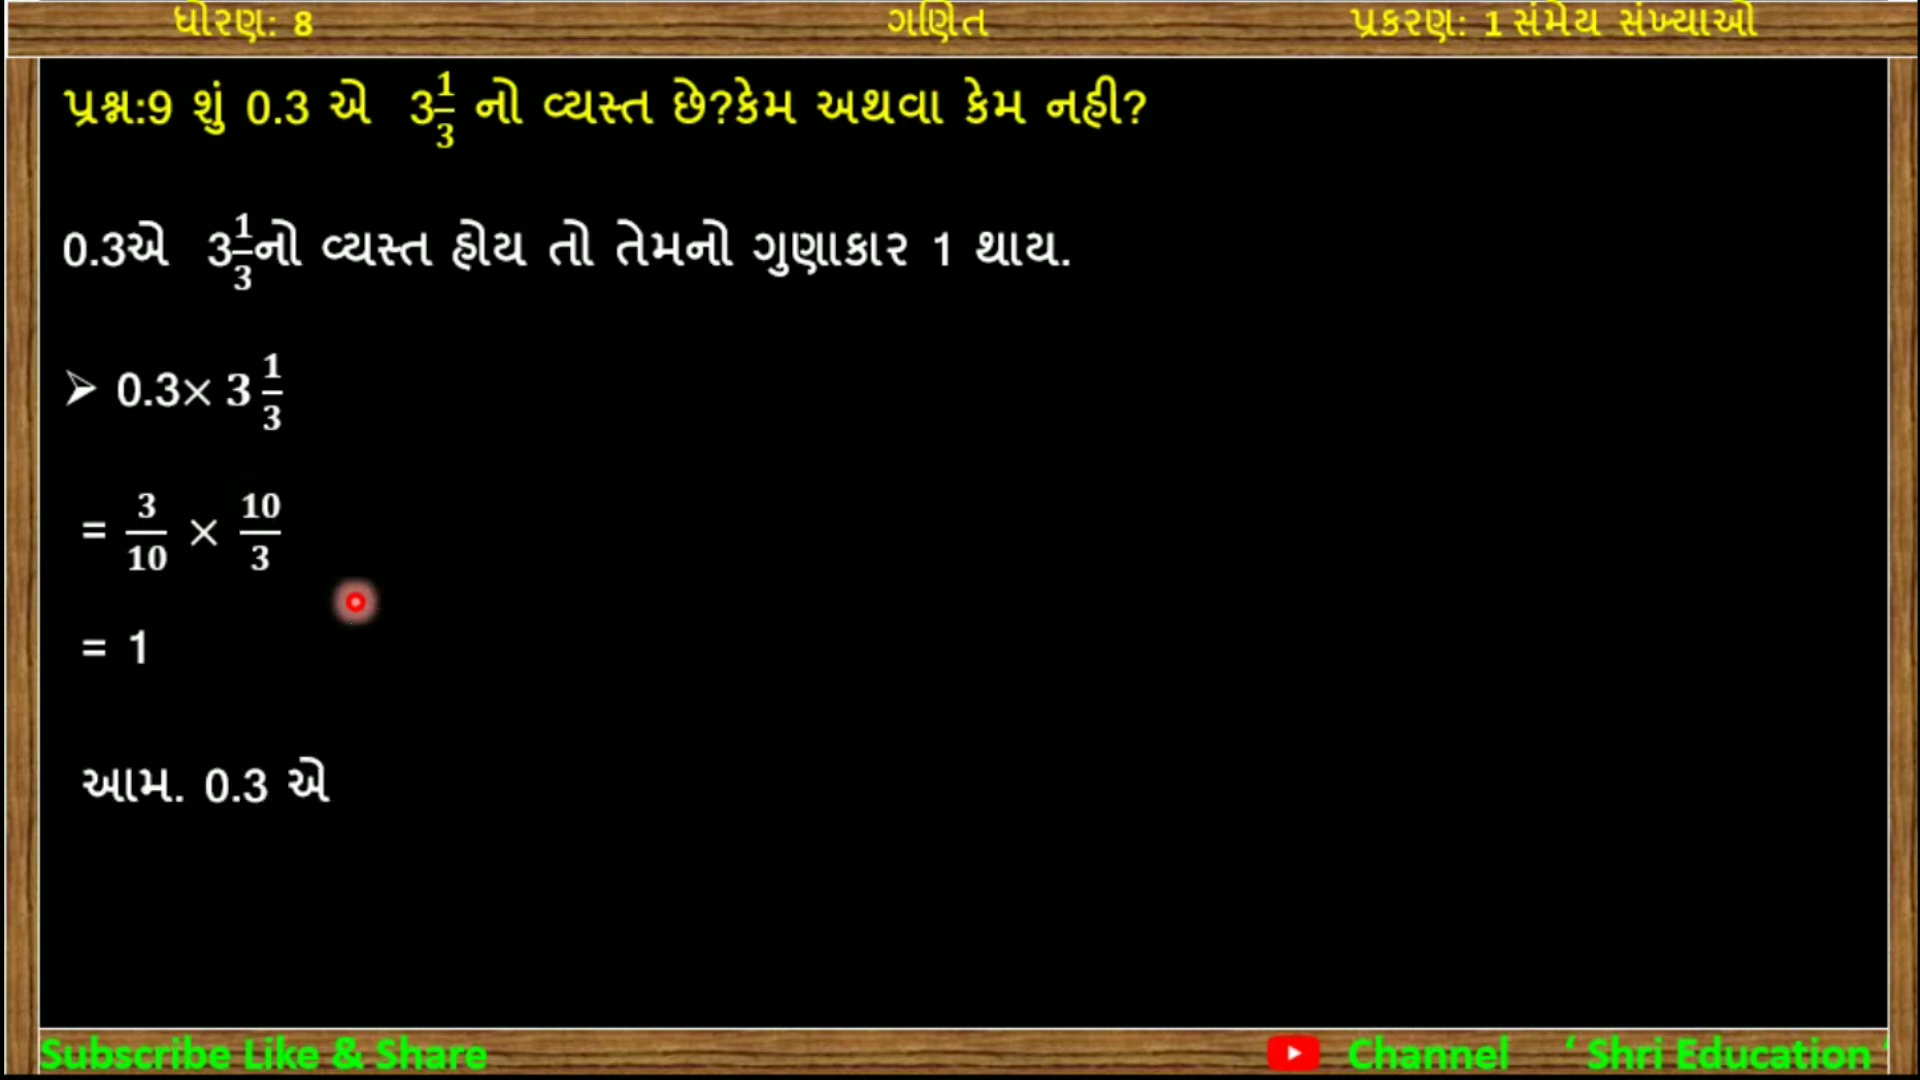 ધોરણ: 8 ગણિત પ્રકરણ: 1 સંમેય સંખ્યાઓ
પ્રશ્ન:9 શું 0.3 એ 3 1/3 નો વ્યસ્ત છે?કેમ અથવા કેમ નહી?
0.3એ 3 1/3નો વ્યસ્ત હોય તો તેમનો ગુણાકાર 1 થાય.
➢ 0.3× 3 1/3
= 3/10 × 10/3
= 1
આમ. 0.3 એ
Subscribe Like & Share Channel ‘ Shri Education ‘